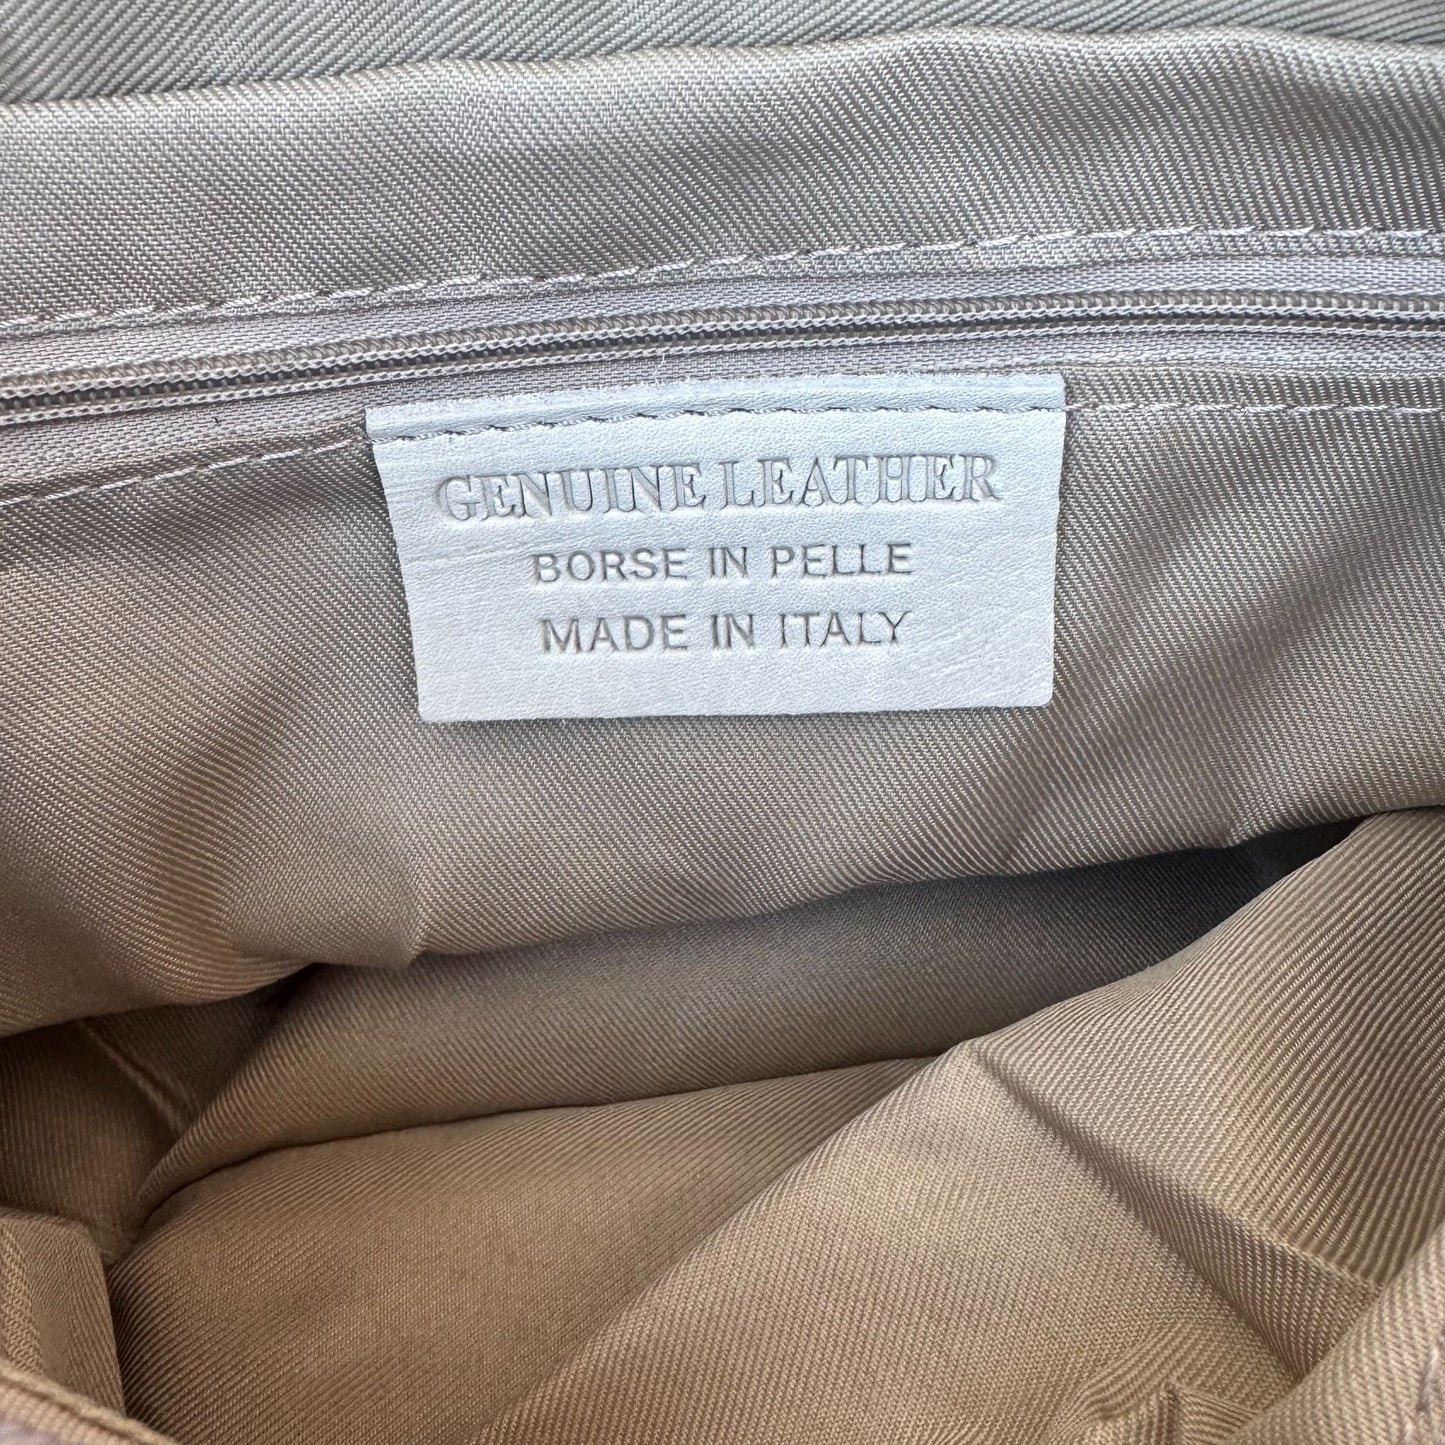 GENUINE LEATHER
BORSE IN PELLE
MADE IN ITALY